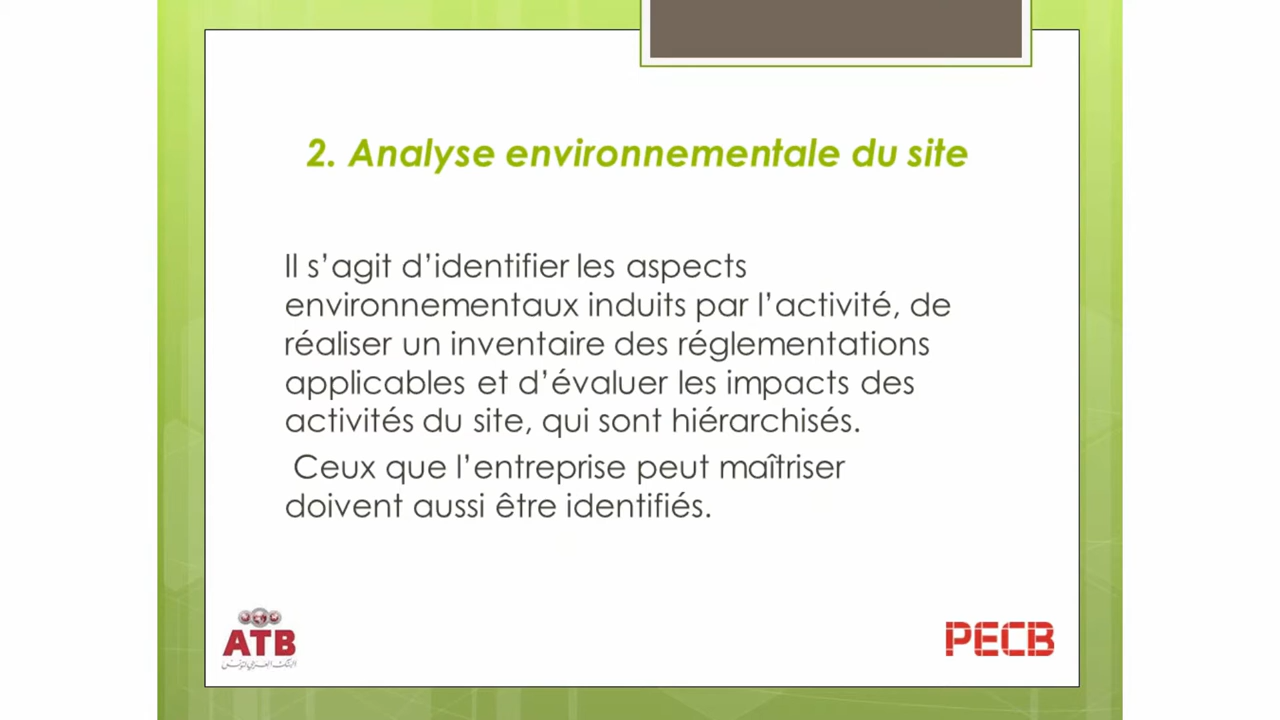 2. Analyse environnementale du site
Il s’agit d’identifier les aspects
environnementaux induits par l’activité, de
réaliser un inventaire des réglementations
applicables et d’évaluer les impacts des
activités du site, qui sont hiérarchisés.
Ceux que l’entreprise peut maîtriser
doivent aussi être identifiés.
ATB
PECB